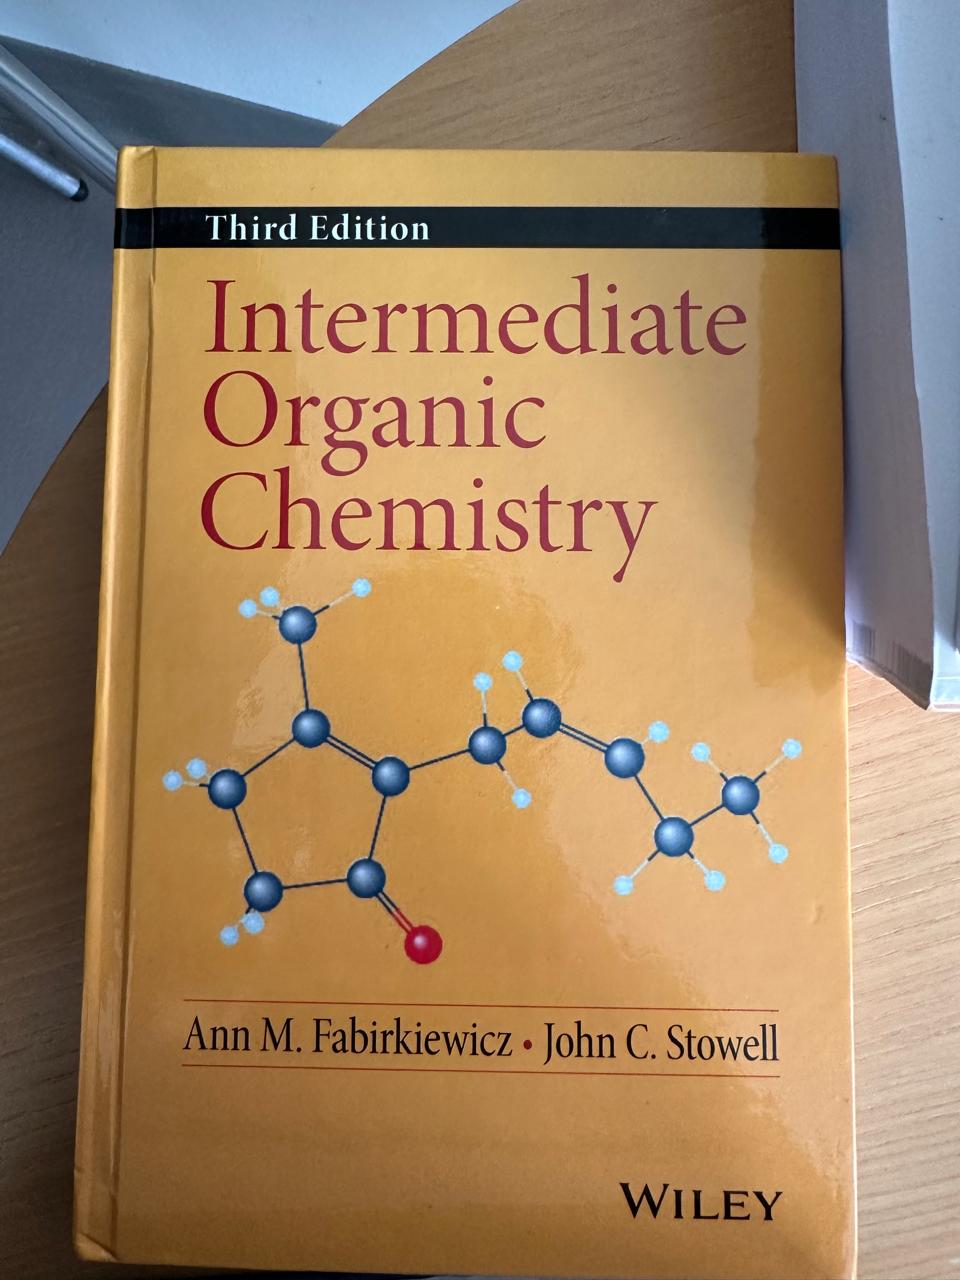 Third Edition
Intermediate
Organic
Chemistry
Ann M. Fabirkiewicz • John C. Stowell
WILEY